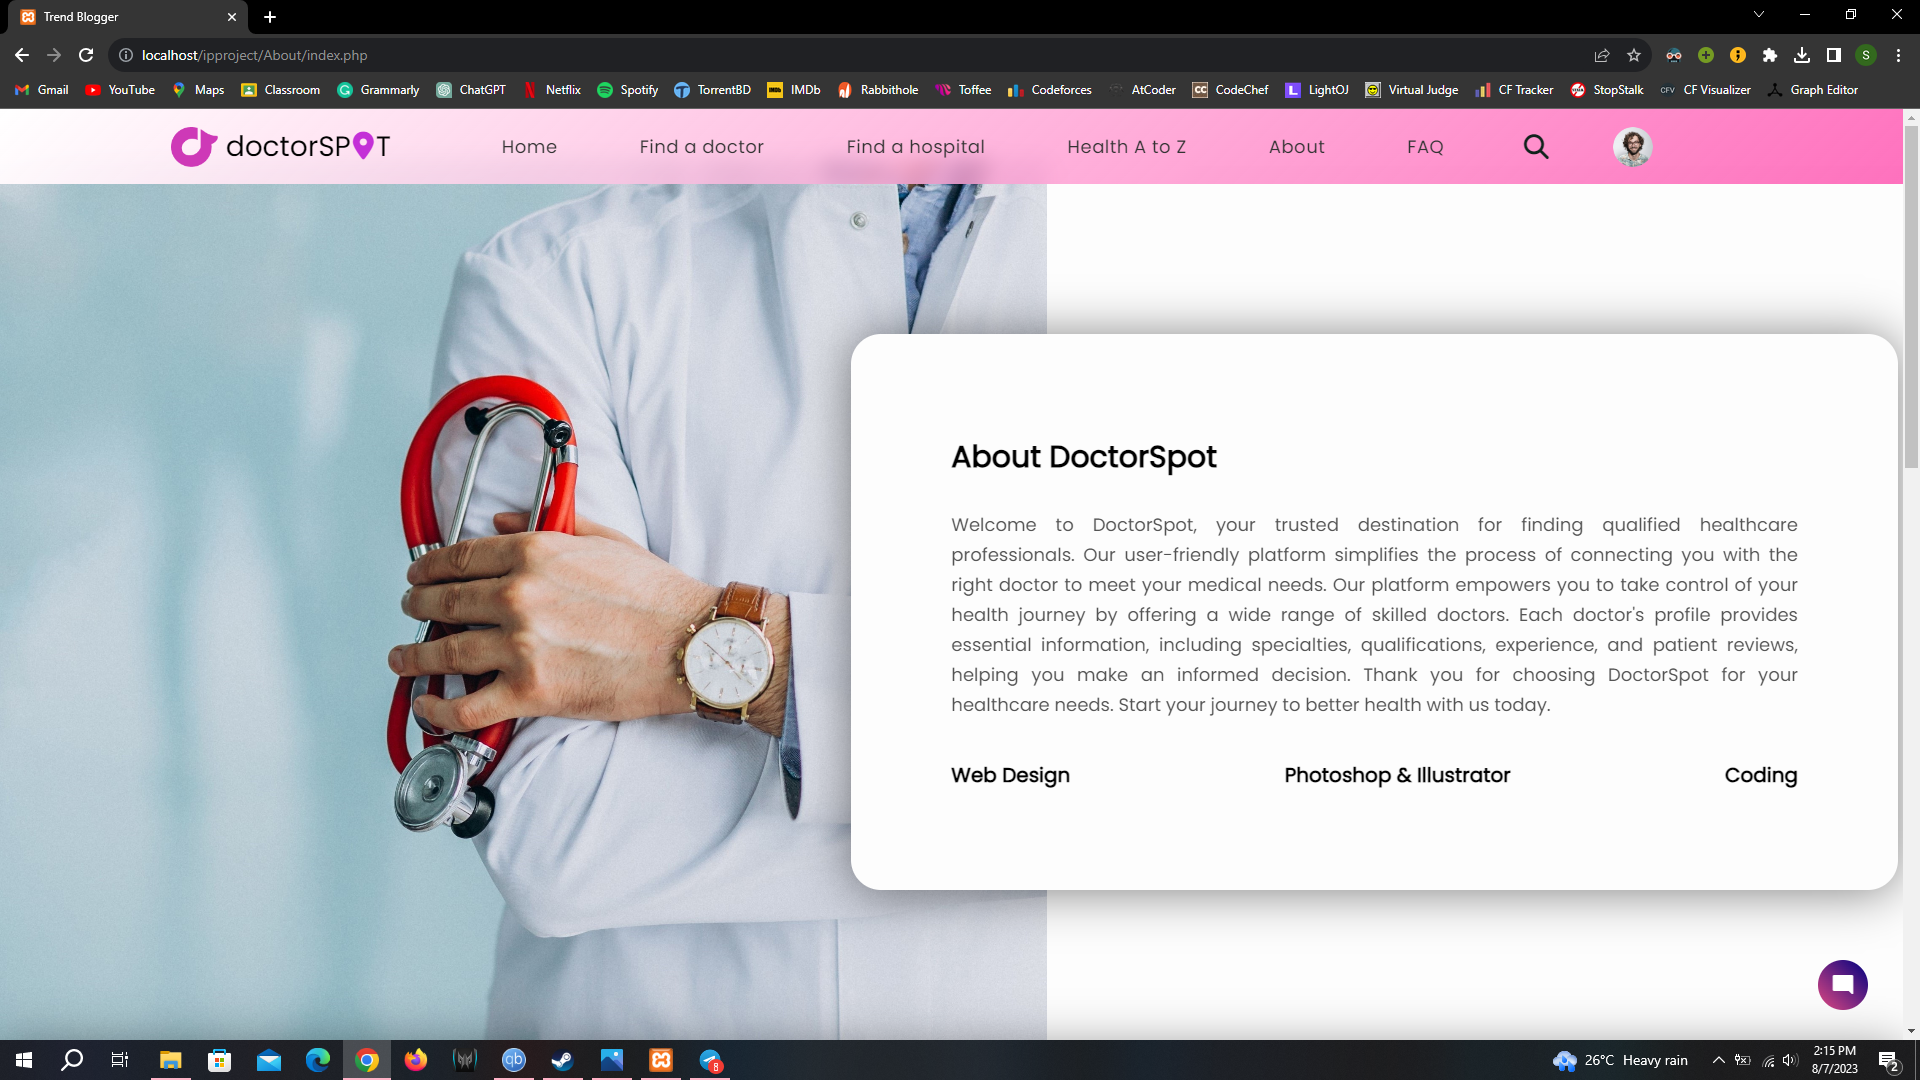 Trend Blogger
localhost/ipproject/About/index.php
S
Gmail YouTube Maps Classroom Grammarly ChatGPT Netflix Spotify TorrentBD IMDb Rabbithole Toffee Codeforces AtCoder CodeChef LightOJ Virtual Judge CF Tracker StopStalk CF Visualizer Graph Editor
doctorSPOT Home Find a doctor Find a hospital Health A to Z About FAQ
About DoctorSpot
Welcome to DoctorSpot, your trusted destination for finding qualified healthcare
professionals. Our user-friendly platform simplifies the process of connecting you with the
right doctor to meet your medical needs. Our platform empowers you to take control of your
health journey by offering a wide range of skilled doctors. Each doctor's profile provides
essential information, including specialties, qualifications, experience, and patient reviews,
helping you make an informed decision. Thank you for choosing DoctorSpot for your
healthcare needs. Start your journey to better health with us today.
Web Design Photoshop & Illustrator Coding
qb
8
26°C Heavy rain
2:15 PM
8/7/2023
2